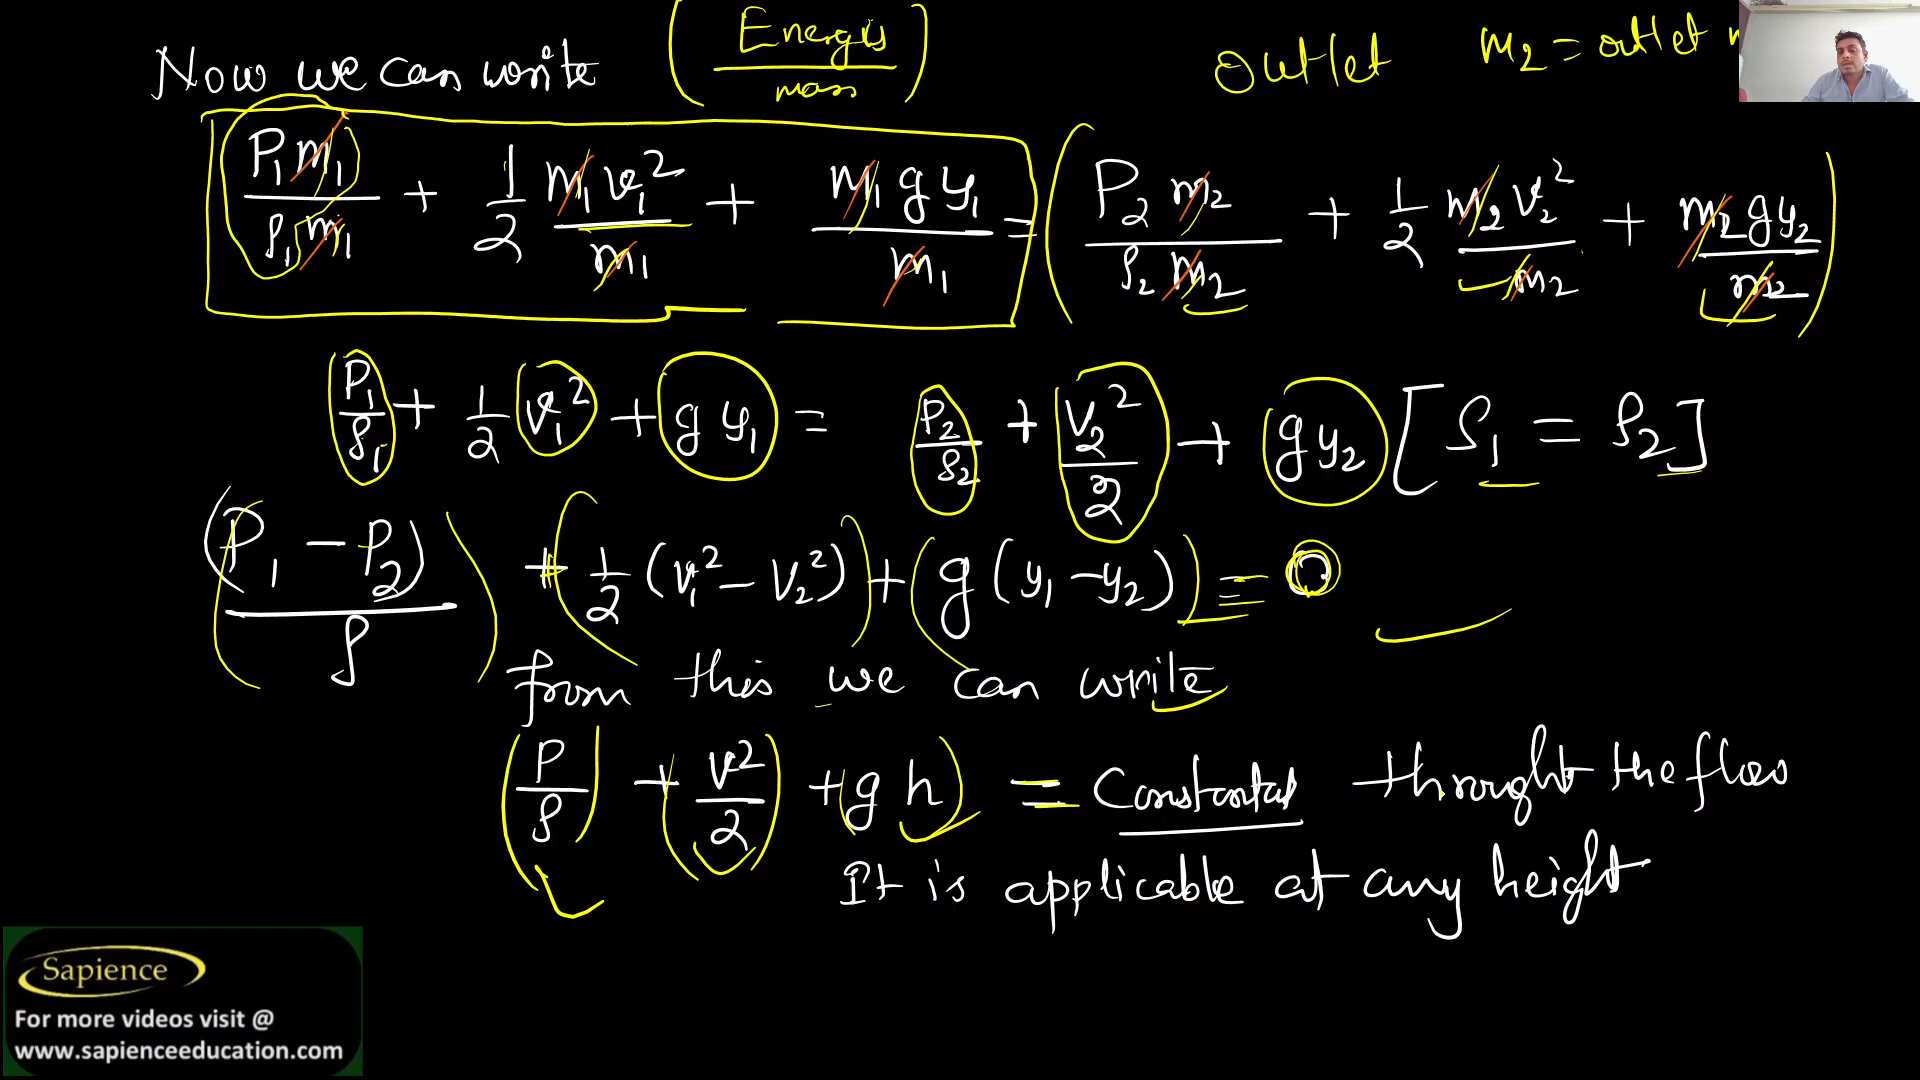 Now we can write (Energies/mass) Outlet m₂ = outlet
P₁m₁/ρ₁m₁ + 1/2 m₁v₁²/m₁ + m₁gy₁/m₁ = (P₂m₂/ρ₂m₂ + 1/2 m₂v₂²/m₂ + m₂gy₂/m₂)
P₁/ρ₁ + 1/2 v₁² + gy₁ = P₂/ρ₂ + v₂²/2 + gy₂ [ρ₁ = ρ₂]
(P₁ - P₂)/ρ + 1/2 (v₁² - v₂²) + g(y₁ - y₂) = 0
from this we can write
P/ρ + v²/2 + gh = throught the flow
It is applicable at any height
Sapience
For more videos visit @
www.sapienceeducation.com